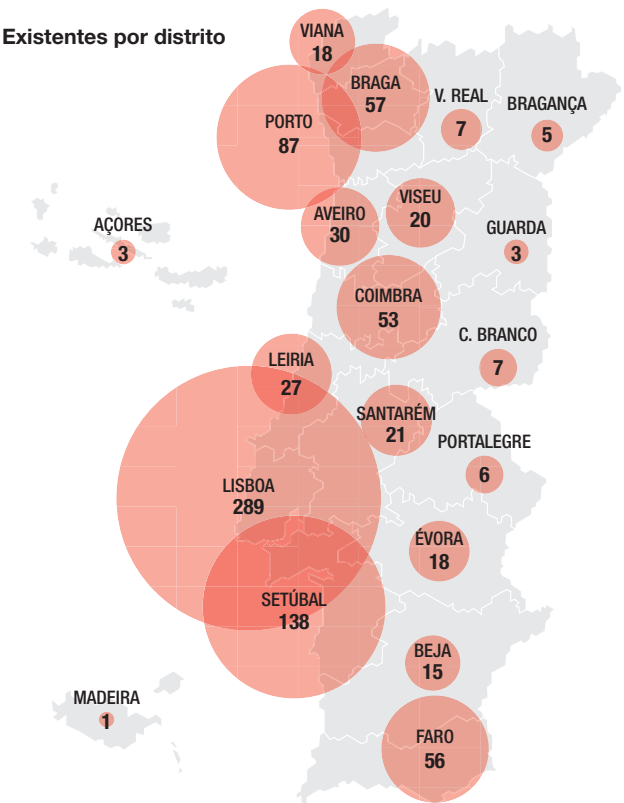 Existentes por distrito
VIANA
18
BRAGA
57
V. REAL
7
BRAGANÇA
5
PORTO
87
AVEIRO
30
VISEU
20
GUARDA
3
AÇORES
3
COIMBRA
53
C. BRANCO
7
LEIRIA
27
SANTARÉM
21
PORTALEGRE
6
LISBOA
289
ÉVORA
18
SETÚBAL
138
BEJA
15
MADEIRA
1
FARO
56